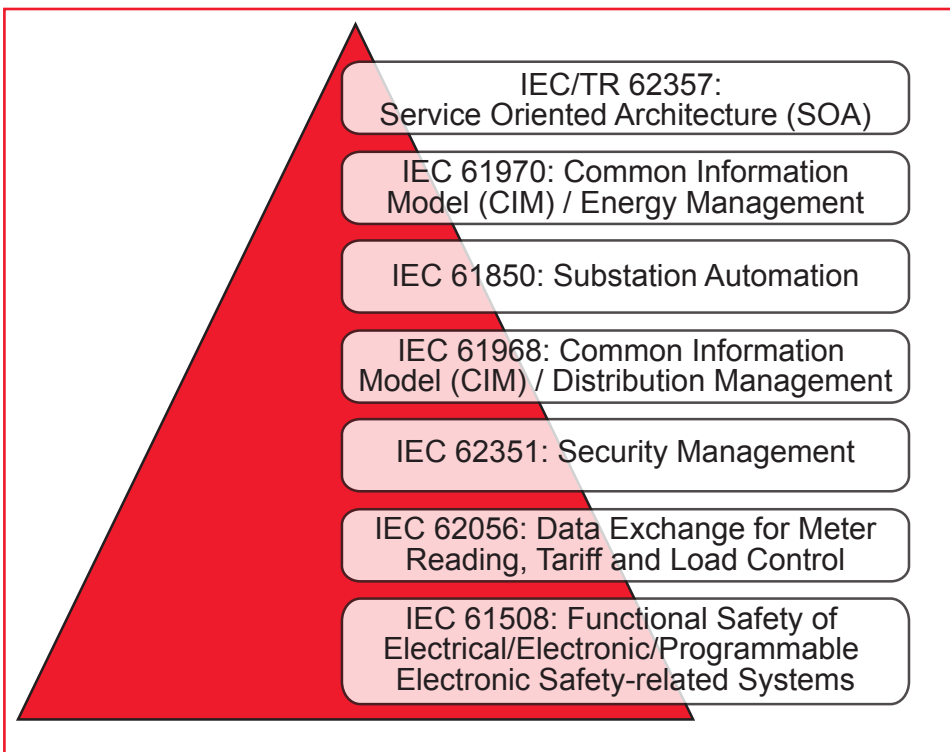 IEC/TR 62357:
Service Oriented Architecture (SOA)
IEC 61970: Common Information
Model (CIM) / Energy Management
IEC 61850: Substation Automation
IEC 61968: Common Information
Model (CIM) / Distribution Management
IEC 62351: Security Management
IEC 62056: Data Exchange for Meter
Reading, Tariff and Load Control
IEC 61508: Functional Safety of
Electrical/Electronic/Programmable
Electronic Safety-related Systems